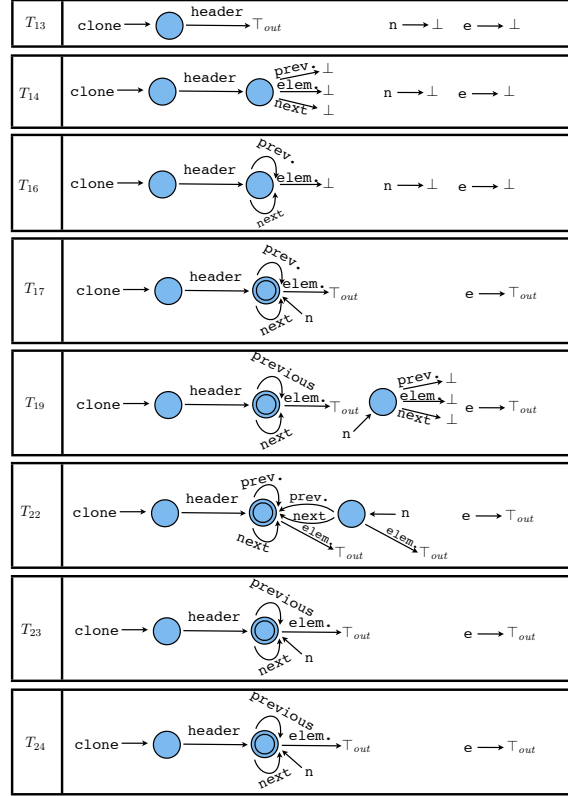 T13 clone header ⊤out n ⊥ e ⊥
T14 clone header prev. ⊥ elem. ⊥ next ⊥ n ⊥ e ⊥
T16 clone header prev. elem. ⊥ next n ⊥ e ⊥
T17 clone header prev. elem. ⊤out next n e ⊤out
T19 clone header previous elem. ⊤out next n prev. ⊥ elem. ⊥ next ⊥ e ⊤out
T22 clone header prev. next elem. ⊤out prev. next n elem. ⊤out e ⊤out
T23 clone header previous elem. ⊤out next n e ⊤out
T24 clone header previous elem. ⊤out next n e ⊤out